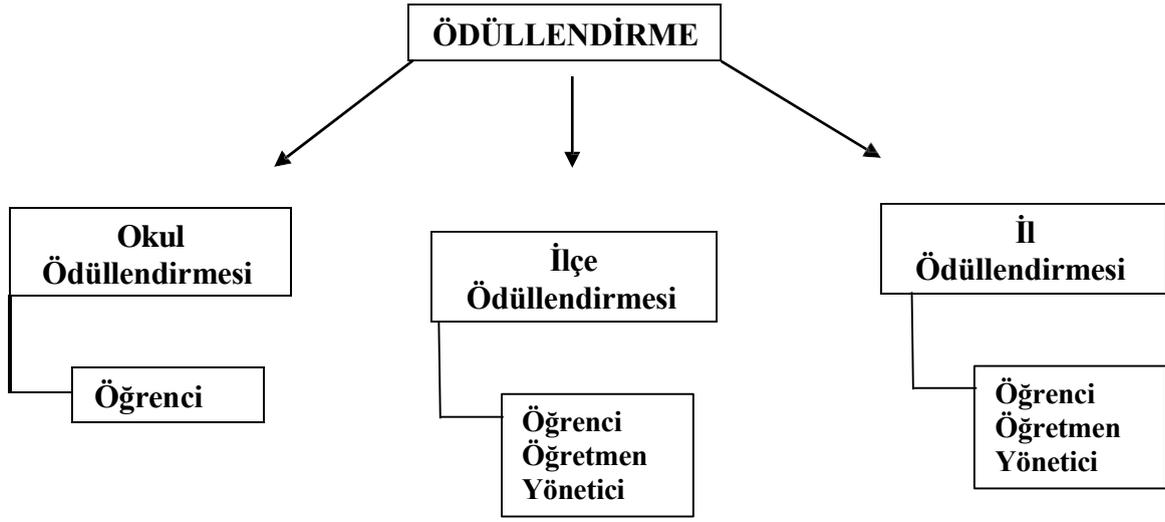 ÖDÜLLENDİRME
Okul
Ödüllendirmesi
Öğrenci
İlçe
Ödüllendirmesi
Öğrenci
Öğretmen
Yönetici
İl
Ödüllendirmesi
Öğrenci
Öğretmen
Yönetici